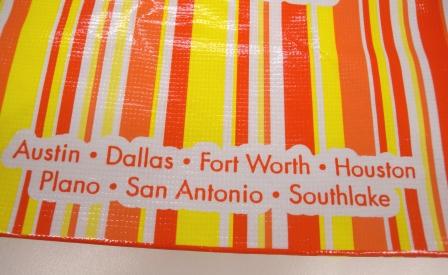 Austin • Dallas • Fort Worth • Houston
Plano • San Antonio • Southlake